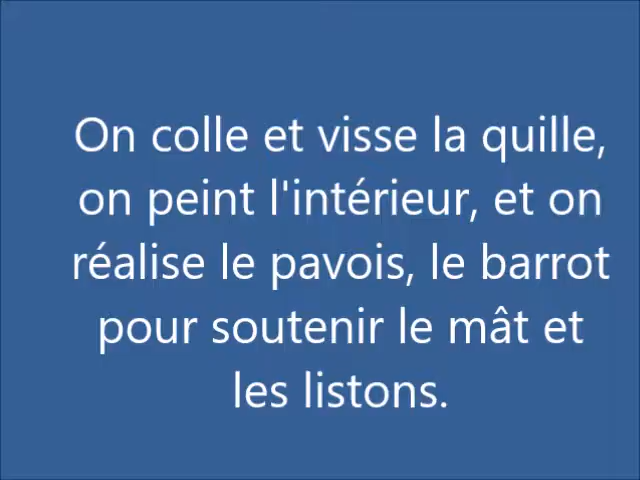 On colle et visse la quille,
on peint l'intérieur, et on
réalise le pavois, le barrot
pour soutenir le mât et
les listons.